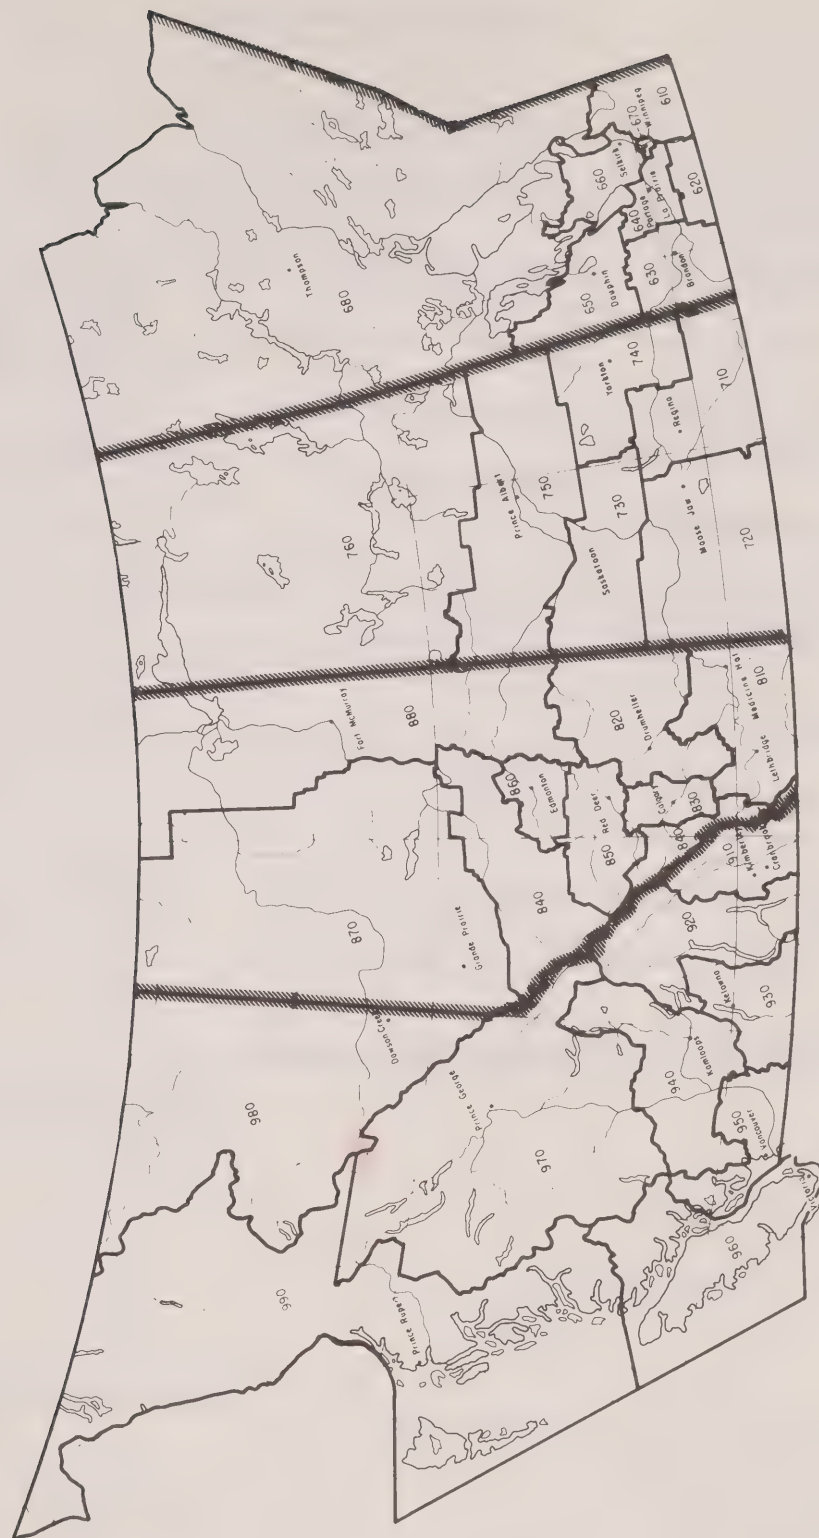 990
980
Prince Rupert
960
Victoria
Prince George
970
Dawson Creek
Kamloops
940
950
Vancouver
Kelowna
930
920
870
Grande Prairie
840
860
Edmonton
850
Red Deer
Calgary
830
840
910
Kimberley
Cranbrook
Lethbridge
Medicine Hat
810
820
Drumheller
Fort McMurray
880
760
Prince Albert
750
Saskatoon
730
Moose Jaw
720
Regina
710
Yorkton
740
Thompson
680
650
Dauphin
630
Brandon
640
Portage
La Prairie
620
660
Selkirk
670
Winnipeg
610